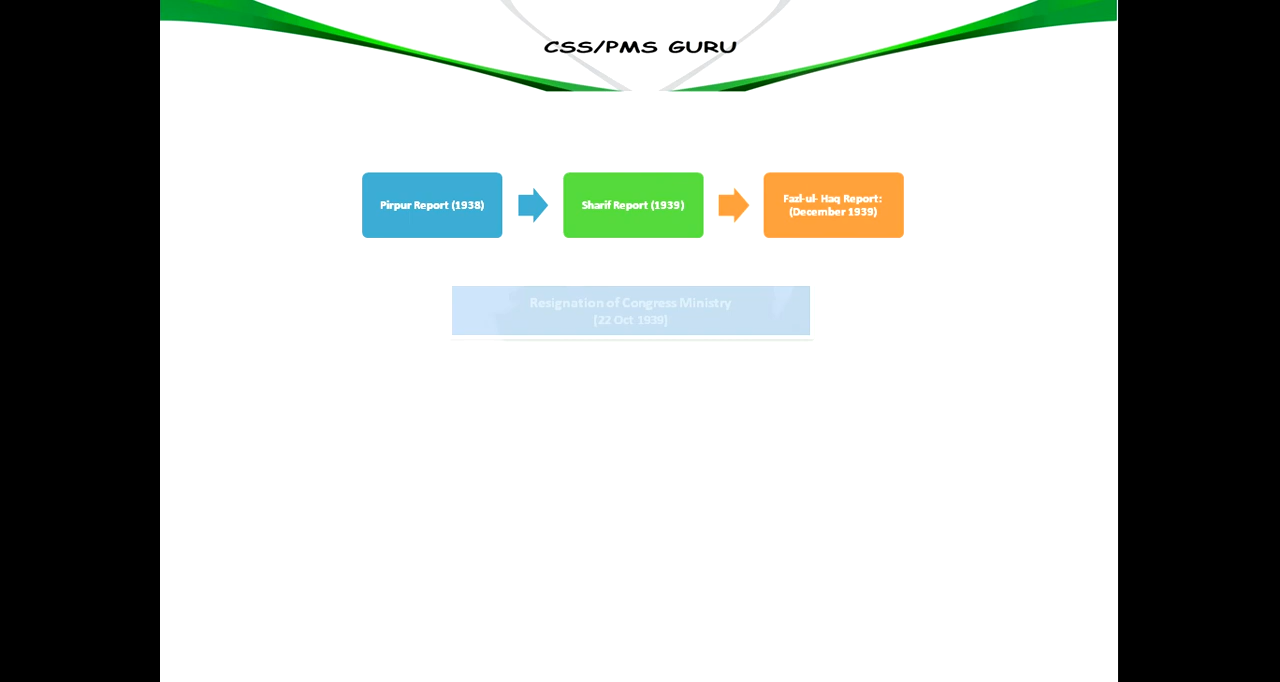 CSS/PMS GURU
Pirpur Report (1938)
Sharif Report (1939)
Fazl-ul- Haq Report:
(December 1939)
Resignation of Congress Ministry
(22 Oct 1939)